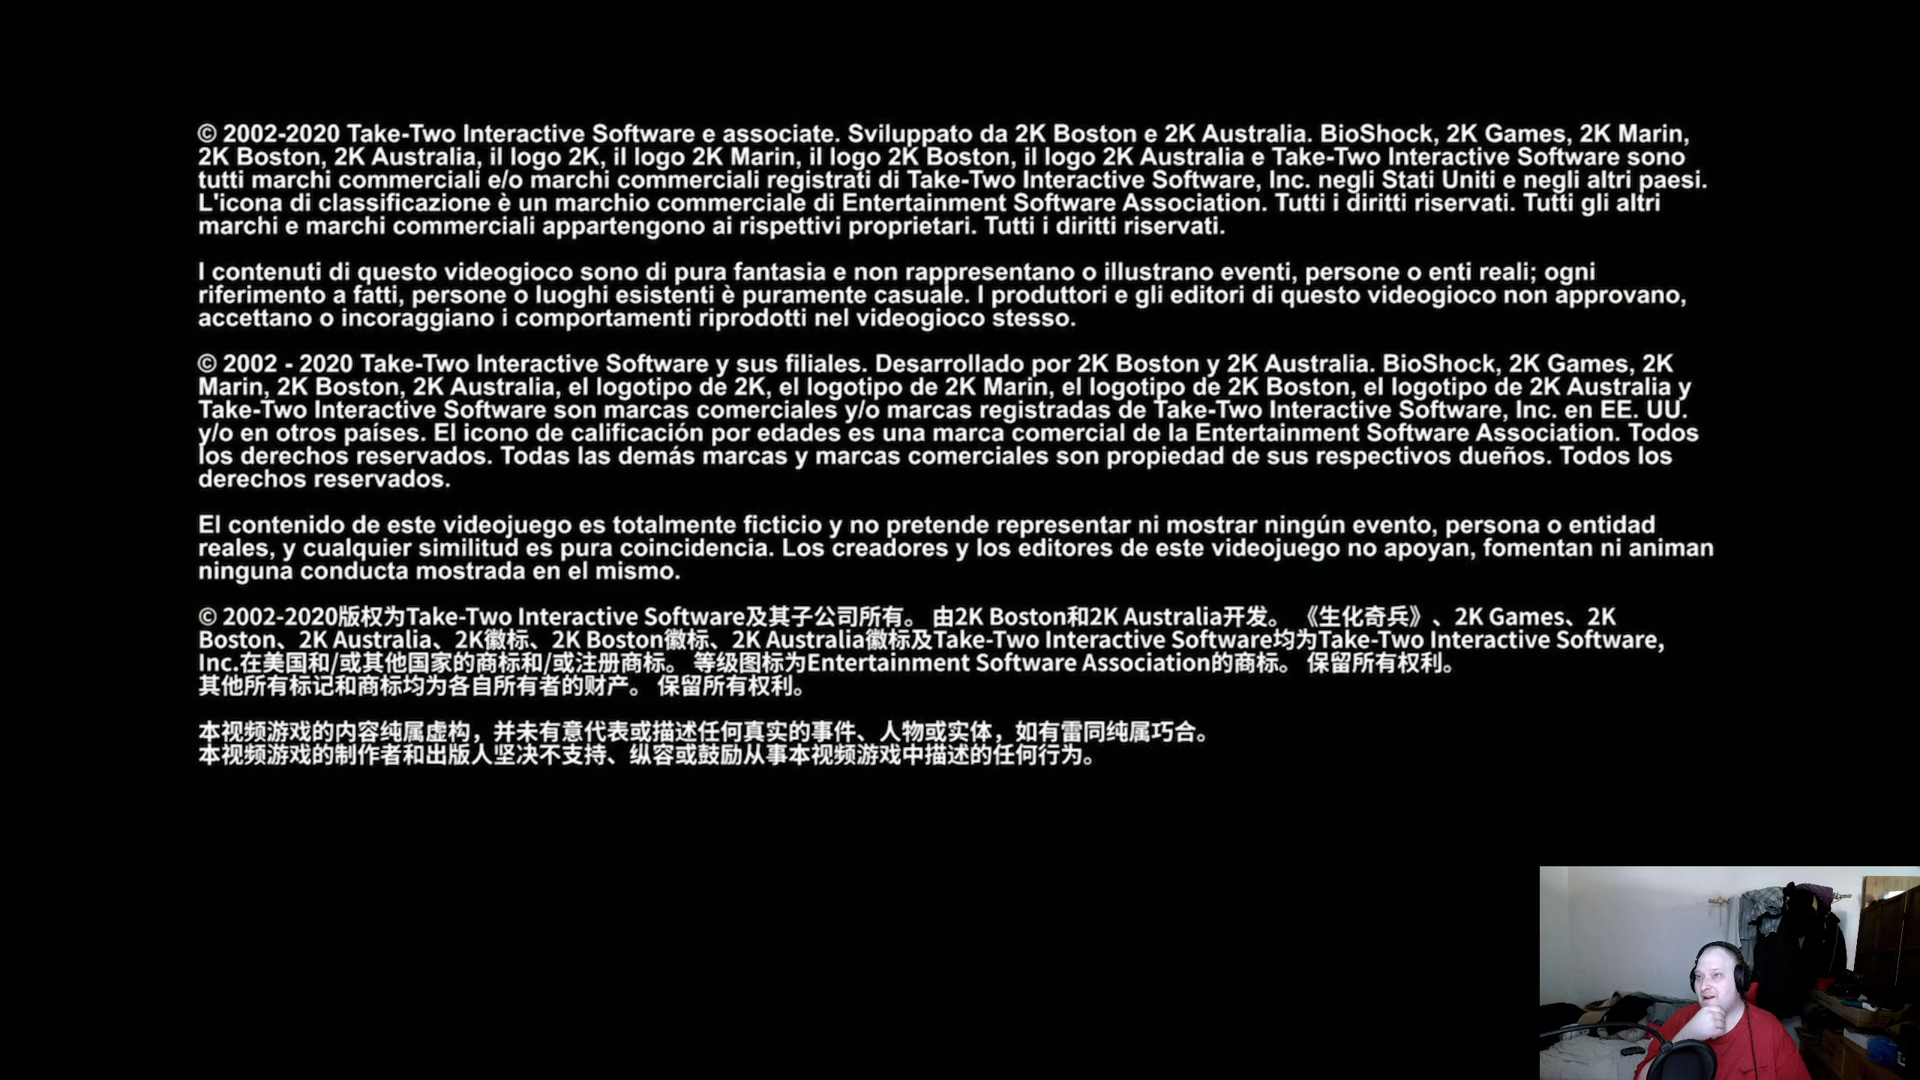 © 2002-2020 Take-Two Interactive Software e associate. Sviluppato da 2K Boston e 2K Australia. BioShock, 2K Games, 2K Marin,
2K Boston, 2K Australia, il logo 2K, il logo 2K Marin, il logo 2K Boston, il logo 2K Australia e Take-Two Interactive Software sono
tutti marchi commerciali e/o marchi commerciali registrati di Take-Two Interactive Software, Inc. negli Stati Uniti e negli altri paesi.
L'icona di classificazione è un marchio commerciale di Entertainment Software Association. Tutti i diritti riservati. Tutti gli altri
marchi e marchi commerciali appartengono ai rispettivi proprietari. Tutti i diritti riservati.
I contenuti di questo videogioco sono di pura fantasia e non rappresentano o illustrano eventi, persone o enti reali; ogni
riferimento a fatti, persone o luoghi esistenti è puramente casuale. I produttori e gli editori di questo videogioco non approvano,
accettano o incoraggiano i comportamenti riprodotti nel videogioco stesso.
© 2002 - 2020 Take-Two Interactive Software y sus filiales. Desarrollado por 2K Boston y 2K Australia. BioShock, 2K Games, 2K
Marin, 2K Boston, 2K Australia, el logotipo de 2K, el logotipo de 2K Marin, el logotipo de 2K Boston, el logotipo de 2K Australia y
Take-Two Interactive Software son marcas comerciales y/o marcas registradas de Take-Two Interactive Software, Inc. en EE. UU.
y/o en otros países. El icono de calificación por edades es una marca comercial de la Entertainment Software Association. Todos
los derechos reservados. Todas las demás marcas y marcas comerciales son propiedad de sus respectivos dueños. Todos los
derechos reservados.
El contenido de este videojuego es totalmente ficticio y no pretende representar ni mostrar ningún evento, persona o entidad
reales, y cualquier similitud es pura coincidencia. Los creadores y los editores de este videojuego no apoyan, fomentan ni animan
ninguna conducta mostrada en el mismo.
© 2002-2020版权为Take-Two Interactive Software及其子公司所有。 由2K Boston和2K Australia开发。 《生化奇兵》、2K Games、2K
Boston、2K Australia、2K徽标、2K Boston徽标、2K Australia徽标及Take-Two Interactive Software均为Take-Two Interactive Software,
Inc.在美国和/或其他国家的商标和/或注册商标。 等级图标为Entertainment Software Association的商标。 保留所有权利。
其他所有标记和商标均为各自所有者的财产。 保留所有权利。
本视频游戏的内容纯属虚构，并未有意代表或描述任何真实的事件、人物或实体，如有雷同纯属巧合。
本视频游戏的制作者和出版人坚决不支持、纵容或鼓励从事本视频游戏中描述的任何行为。